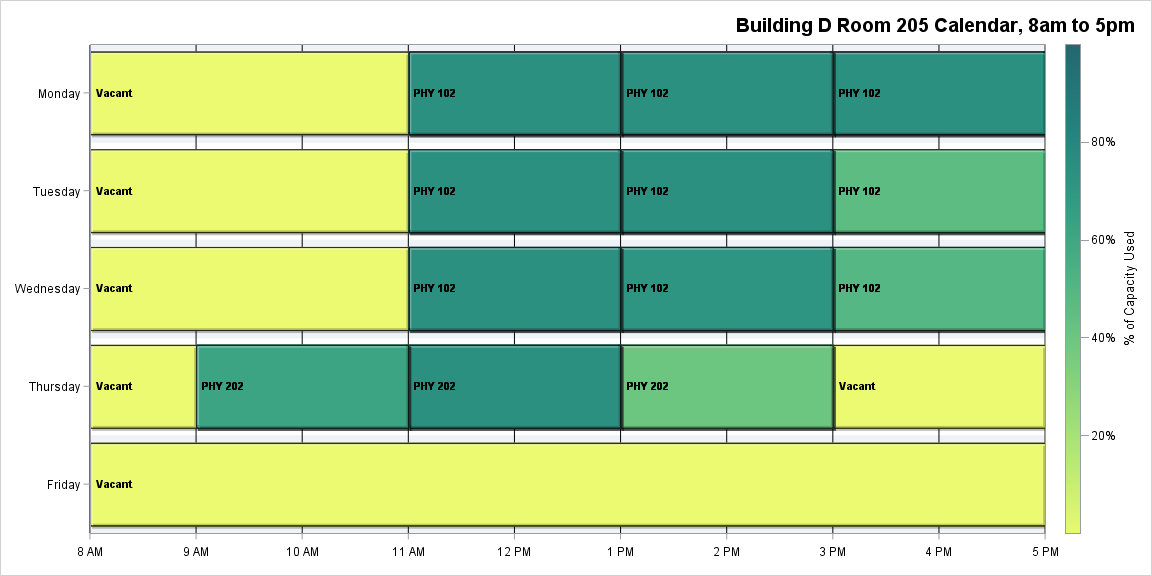 Building D Room 205 Calendar, 8am to 5pm
Monday
Vacant
PHY 102
PHY 102
PHY 102
Tuesday
Vacant
PHY 102
PHY 102
PHY 102
Wednesday
Vacant
PHY 102
PHY 102
PHY 102
Thursday
Vacant
PHY 202
PHY 202
PHY 202
Vacant
Friday
Vacant
8 AM
9 AM
10 AM
11 AM
12 PM
1 PM
2 PM
3 PM
4 PM
5 PM
80%
60%
40%
20%
% of Capacity Used